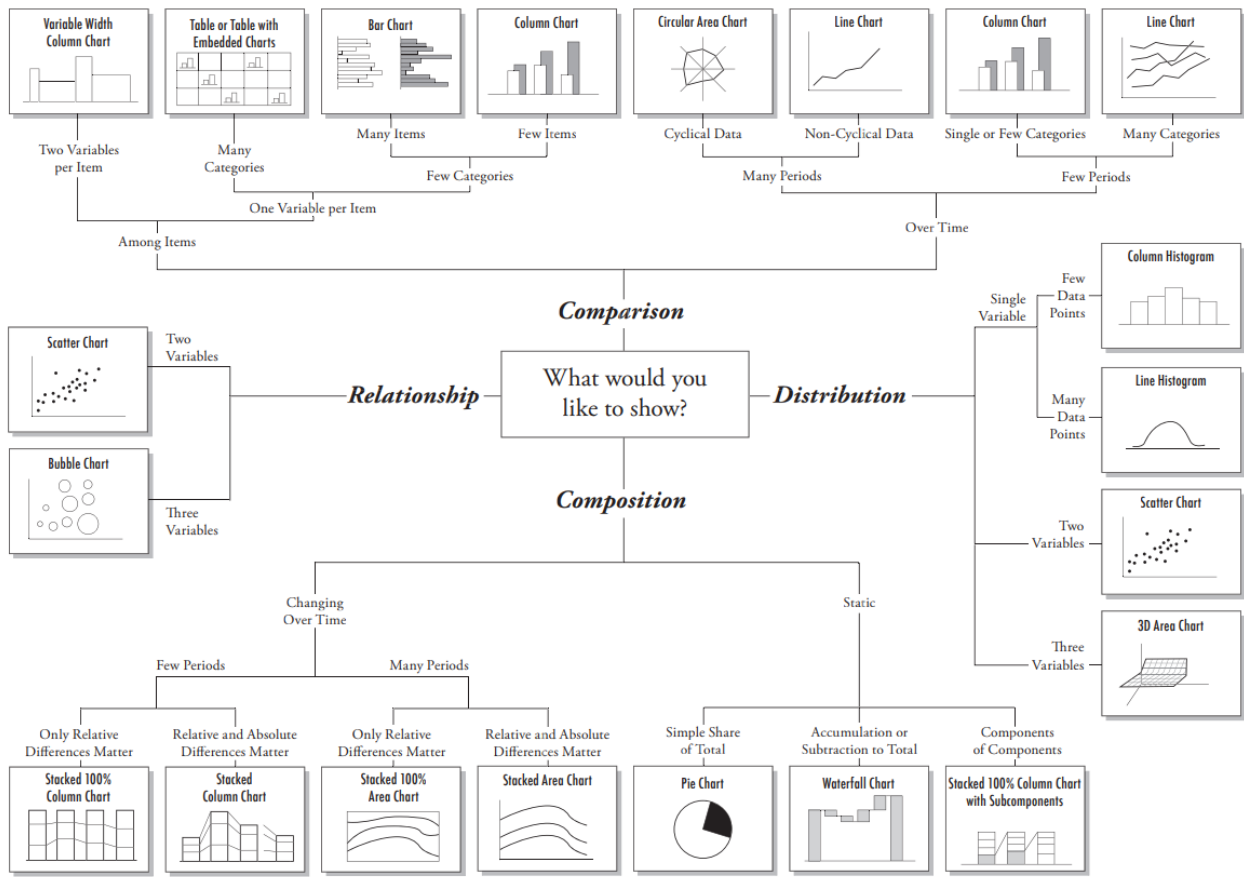 Variable Width
Column Chart
Table or Table with
Embedded Charts
Bar Chart
Column Chart
Circular Area Chart
Line Chart
Column Chart
Line Chart
Two Variables
per Item
Many
Categories
Many Items
Few Items
Cyclical Data
Non-Cyclical Data
Single or Few Categories
Many Categories
Few Categories
Many Periods
Few Periods
One Variable per Item
Among Items
Over Time
Comparison
What would you
like to show?
Relationship
Two
Variables
Scatter Chart
Three
Variables
Bubble Chart
Distribution
Single
Variable
Few
Data
Points
Column Histogram
Many
Data
Points
Line Histogram
Two
Variables
Scatter Chart
Three
Variables
3D Area Chart
Composition
Changing
Over Time
Static
Few Periods
Many Periods
Only Relative
Differences Matter
Relative and Absolute
Differences Matter
Only Relative
Differences Matter
Relative and Absolute
Differences Matter
Simple Share
of Total
Accumulation or
Subtraction to Total
Components
of Components
Stacked 100%
Column Chart
Stacked
Column Chart
Stacked 100%
Area Chart
Stacked Area Chart
Pie Chart
Waterfall Chart
Stacked 100% Column Chart
with Subcomponents